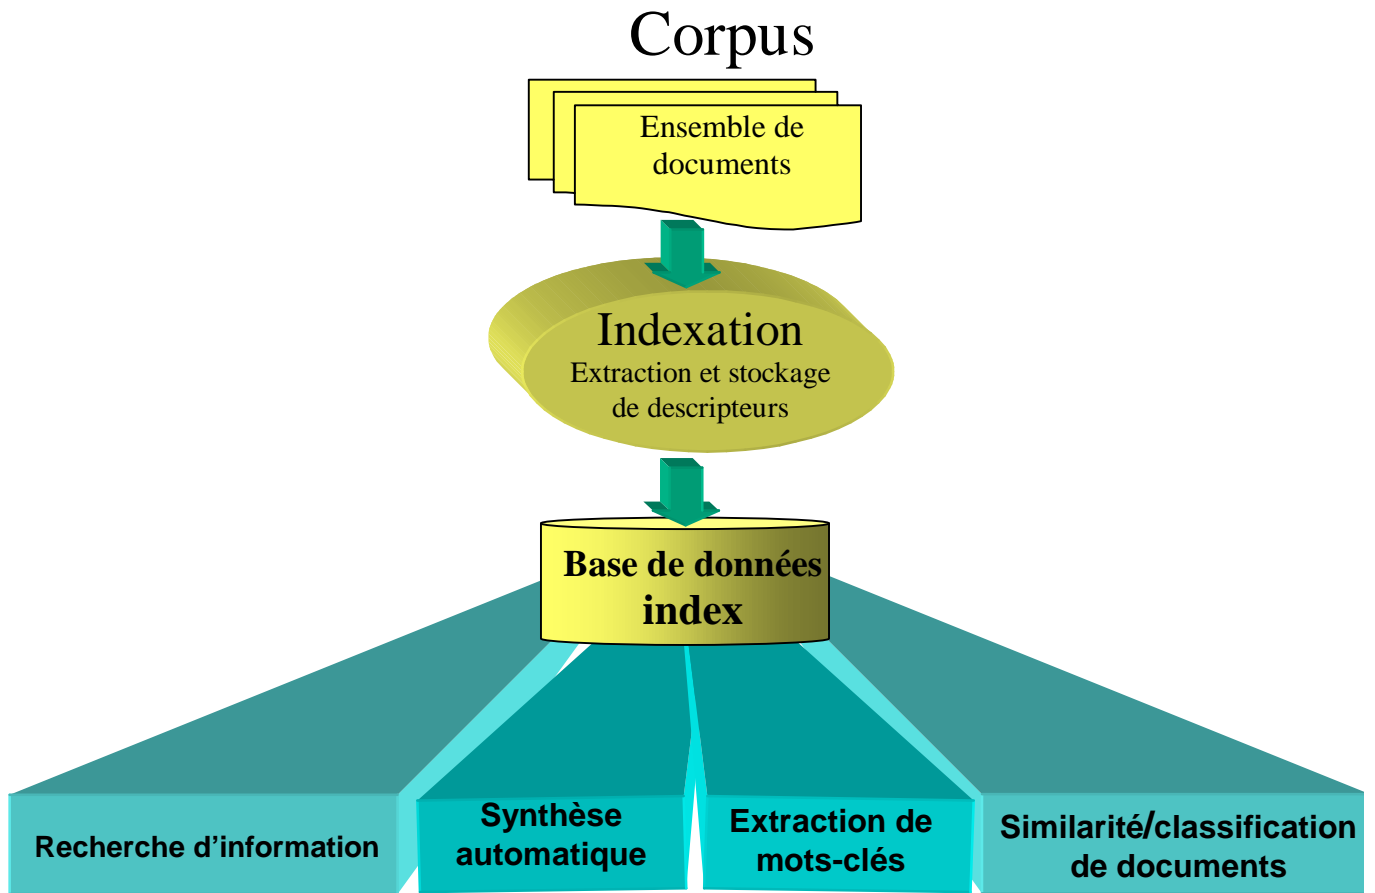 Corpus
Ensemble de
documents
Indexation
Extraction et stockage
de descripteurs
Base de données
index
Recherche d’information
Synthèse
automatique
Extraction de
mots-clés
Similarité/classification
de documents